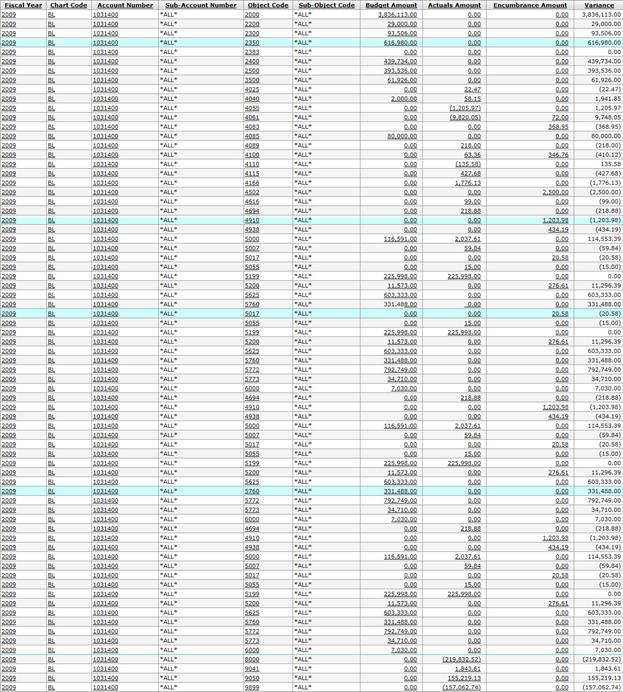 Fiscal Year Chart Code Account Number Sub-Account Number Object Code Sub-Object Code Budget Amount Actuals Amount Encumbrance Amount Variance
2009 BL 1031400 *ALL* 2000 *ALL* 3,836,113.00 0.00 0.00 3,836,113.00
2009 BL 1031400 *ALL* 2200 *ALL* 29,000.00 0.00 0.00 29,000.00
2009 BL 1031400 *ALL* 2300 *ALL* 93,506.00 0.00 0.00 93,506.00
2009 BL 1031400 *ALL* 2350 *ALL* 616,980.00 0.00 0.00 616,980.00
2009 BL 1031400 *ALL* 2383 *ALL* 0.00 0.00 0.00 0.00
2009 BL 1031400 *ALL* 2400 *ALL* 439,734.00 0.00 0.00 439,734.00
2009 BL 1031400 *ALL* 2500 *ALL* 393,536.00 0.00 0.00 393,536.00
2009 BL 1031400 *ALL* 3500 *ALL* 61,926.00 0.00 0.00 61,926.00
2009 BL 1031400 *ALL* 4025 *ALL* 0.00 22.47 0.00 (22.47)
2009 BL 1031400 *ALL* 4040 *ALL* 2,000.00 58.15 0.00 1,941.85
2009 BL 1031400 *ALL* 4055 *ALL* 0.00 (1,205.97) 0.00 1,205.97
2009 BL 1031400 *ALL* 4061 *ALL* 0.00 (9,820.05) 72.00 9,748.05
2009 BL 1031400 *ALL* 4083 *ALL* 0.00 0.00 368.95 (368.95)
2009 BL 1031400 *ALL* 4085 *ALL* 80,000.00 0.00 0.00 80,000.00
2009 BL 1031400 *ALL* 4089 *ALL* 0.00 218.00 0.00 (218.00)
2009 BL 1031400 *ALL* 4100 *ALL* 0.00 63.36 346.76 (410.12)
2009 BL 1031400 *ALL* 4110 *ALL* 0.00 (135.58) 0.00 135.58
2009 BL 1031400 *ALL* 4115 *ALL* 0.00 427.68 0.00 (427.68)
2009 BL 1031400 *ALL* 4166 *ALL* 0.00 1,776.13 0.00 (1,776.13)
2009 BL 1031400 *ALL* 4502 *ALL* 0.00 0.00 2,500.00 (2,500.00)
2009 BL 1031400 *ALL* 4616 *ALL* 0.00 99.00 0.00 (99.00)
2009 BL 1031400 *ALL* 4694 *ALL* 0.00 218.88 0.00 (218.88)
2009 BL 1031400 *ALL* 4910 *ALL* 0.00 0.00 1,203.98 (1,203.98)
2009 BL 1031400 *ALL* 4938 *ALL* 0.00 0.00 434.19 (434.19)
2009 BL 1031400 *ALL* 5000 *ALL* 116,591.00 2,037.61 0.00 114,553.39
2009 BL 1031400 *ALL* 5007 *ALL* 0.00 59.84 0.00 (59.84)
2009 BL 1031400 *ALL* 5017 *ALL* 0.00 0.00 20.58 (20.58)
2009 BL 1031400 *ALL* 5055 *ALL* 0.00 15.00 0.00 (15.00)
2009 BL 1031400 *ALL* 5199 *ALL* 225,998.00 225,998.00 0.00 0.00
2009 BL 1031400 *ALL* 5200 *ALL* 11,573.00 0.00 276.61 11,296.39
2009 BL 1031400 *ALL* 5625 *ALL* 603,333.00 0.00 0.00 603,333.00
2009 BL 1031400 *ALL* 5760 *ALL* 331,488.00 0.00 0.00 331,488.00
2009 BL 1031400 *ALL* 5017 *ALL* 0.00 0.00 20.58 (20.58)
2009 BL 1031400 *ALL* 5055 *ALL* 0.00 15.00 0.00 (15.00)
2009 BL 1031400 *ALL* 5199 *ALL* 225,998.00 225,998.00 0.00 0.00
2009 BL 1031400 *ALL* 5200 *ALL* 11,573.00 0.00 276.61 11,296.39
2009 BL 1031400 *ALL* 5625 *ALL* 603,333.00 0.00 0.00 603,333.00
2009 BL 1031400 *ALL* 5760 *ALL* 331,488.00 0.00 0.00 331,488.00
2009 BL 1031400 *ALL* 5772 *ALL* 792,749.00 0.00 0.00 792,749.00
2009 BL 1031400 *ALL* 5773 *ALL* 34,710.00 0.00 0.00 34,710.00
2009 BL 1031400 *ALL* 6000 *ALL* 7,030.00 0.00 0.00 7,030.00
2009 BL 1031400 *ALL* 4694 *ALL* 0.00 218.88 0.00 (218.88)
2009 BL 1031400 *ALL* 4910 *ALL* 0.00 0.00 1,203.98 (1,203.98)
2009 BL 1031400 *ALL* 4938 *ALL* 0.00 0.00 434.19 (434.19)
2009 BL 1031400 *ALL* 5000 *ALL* 116,591.00 2,037.61 0.00 114,553.39
2009 BL 1031400 *ALL* 5007 *ALL* 0.00 59.84 0.00 (59.84)
2009 BL 1031400 *ALL* 5017 *ALL* 0.00 0.00 20.58 (20.58)
2009 BL 1031400 *ALL* 5055 *ALL* 0.00 15.00 0.00 (15.00)
2009 BL 1031400 *ALL* 5199 *ALL* 225,998.00 225,998.00 0.00 0.00
2009 BL 1031400 *ALL* 5200 *ALL* 11,573.00 0.00 276.61 11,296.39
2009 BL 1031400 *ALL* 5625 *ALL* 603,333.00 0.00 0.00 603,333.00
2009 BL 1031400 *ALL* 5760 *ALL* 331,488.00 0.00 0.00 331,488.00
2009 BL 1031400 *ALL* 5772 *ALL* 792,749.00 0.00 0.00 792,749.00
2009 BL 1031400 *ALL* 5773 *ALL* 34,710.00 0.00 0.00 34,710.00
2009 BL 1031400 *ALL* 6000 *ALL* 7,030.00 0.00 0.00 7,030.00
2009 BL 1031400 *ALL* 4694 *ALL* 0.00 218.88 0.00 (218.88)
2009 BL 1031400 *ALL* 4910 *ALL* 0.00 0.00 1,203.98 (1,203.98)
2009 BL 1031400 *ALL* 4938 *ALL* 0.00 0.00 434.19 (434.19)
2009 BL 1031400 *ALL* 5000 *ALL* 116,591.00 2,037.61 0.00 114,553.39
2009 BL 1031400 *ALL* 5007 *ALL* 0.00 59.84 0.00 (59.84)
2009 BL 1031400 *ALL* 5017 *ALL* 0.00 0.00 20.58 (20.58)
2009 BL 1031400 *ALL* 5055 *ALL* 0.00 15.00 0.00 (15.00)
2009 BL 1031400 *ALL* 5199 *ALL* 225,998.00 225,998.00 0.00 0.00
2009 BL 1031400 *ALL* 5200 *ALL* 11,573.00 0.00 276.61 11,296.39
2009 BL 1031400 *ALL* 5625 *ALL* 603,333.00 0.00 0.00 603,333.00
2009 BL 1031400 *ALL* 5760 *ALL* 331,488.00 0.00 0.00 331,488.00
2009 BL 1031400 *ALL* 5772 *ALL* 792,749.00 0.00 0.00 792,749.00
2009 BL 1031400 *ALL* 5773 *ALL* 34,710.00 0.00 0.00 34,710.00
2009 BL 1031400 *ALL* 6000 *ALL* 7,030.00 0.00 0.00 7,030.00
2009 BL 1031400 *ALL* 8000 *ALL* 0.00 (219,832.52) 0.00 (219,832.52)
2009 BL 1031400 *ALL* 9041 *ALL* 0.00 1,843.61 0.00 1,843.61
2009 BL 1031400 *ALL* 9050 *ALL* 0.00 155,219.13 0.00 155,219.13
2009 BL 1031400 *ALL* 9899 *ALL* 0.00 (157,062.74) 0.00 (157,062.74)